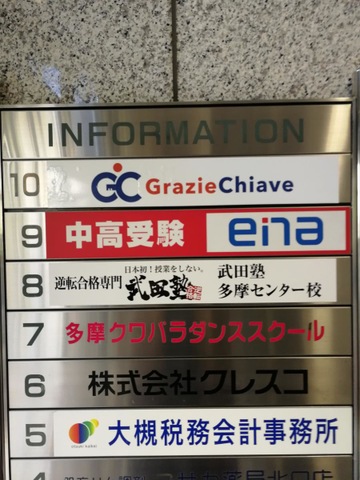 INFORMATION
10 GC GrazieChiave
9 中高受験 ena
8 逆転合格専門 日本初!授業をしない。 武田塾 武田塾
多摩センター校
7 多摩クワバラダンススクール
6 株式会社クレスコ
5 大槻税務会計事務所
4